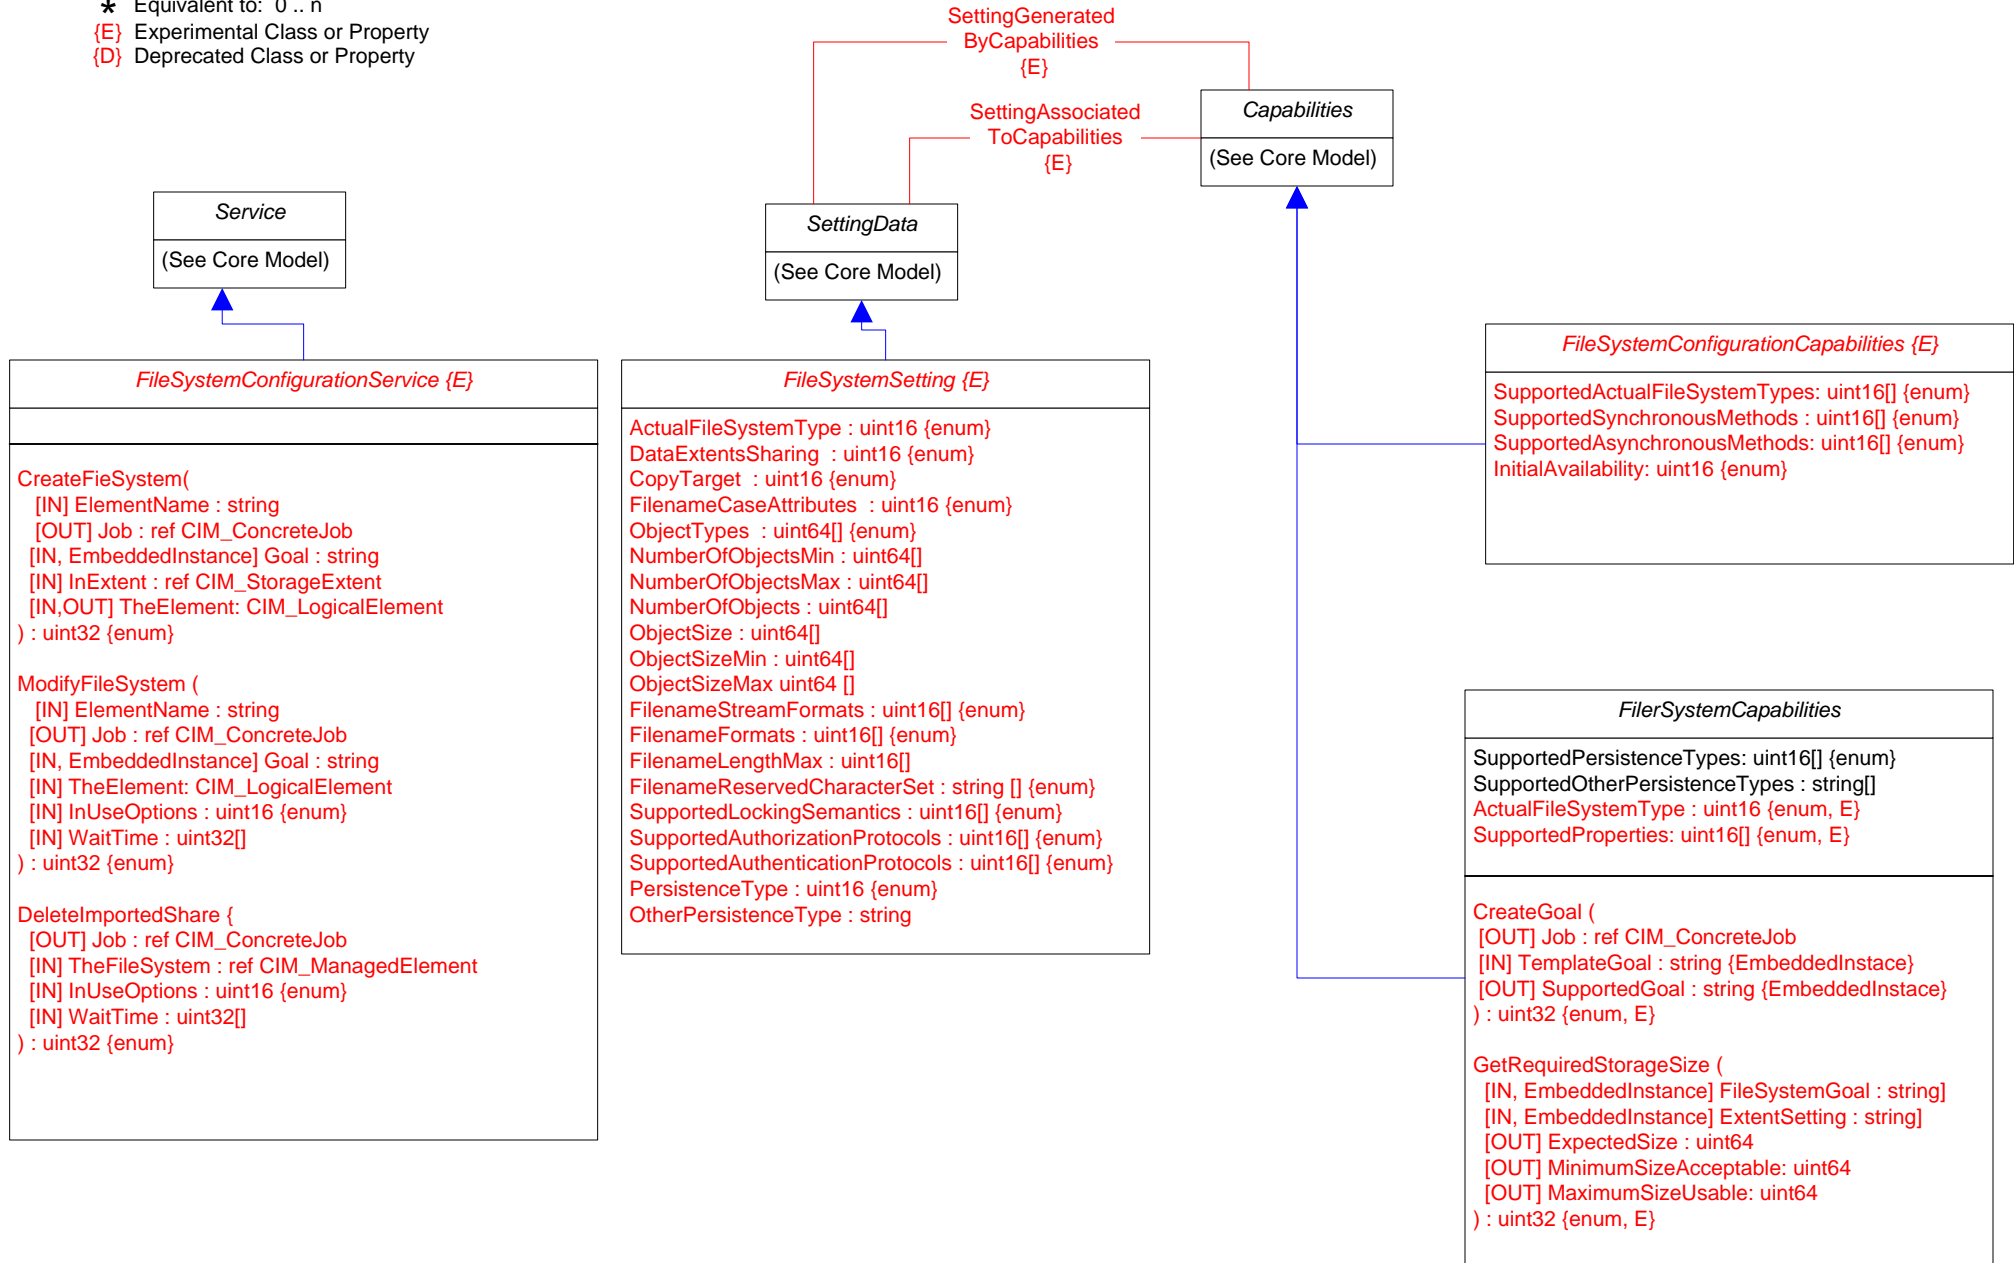 * Equivalent to: 0 .. n
{E} Experimental Class or Property
{D} Deprecated Class or Property
SettingGenerated
ByCapabilities
{E}
SettingAssociated
ToCapabilities
{E}
Capabilities
(See Core Model)
Service
(See Core Model)
SettingData
(See Core Model)
FileSystemConfigurationService {E}
CreateFieSystem(
[IN] ElementName : string
[OUT] Job : ref CIM_ConcreteJob
[IN, EmbeddedInstance] Goal : string
[IN] InExtent : ref CIM_StorageExtent
[IN,OUT] TheElement: CIM_LogicalElement
) : uint32 {enum}
ModifyFileSystem (
[IN] ElementName : string
[OUT] Job : ref CIM_ConcreteJob
[IN, EmbeddedInstance] Goal : string
[IN] TheElement: CIM_LogicalElement
[IN] InUseOptions : uint16 {enum}
[IN] WaitTime : uint32[]
) : uint32 {enum}
DeleteImportedShare {
[OUT] Job : ref CIM_ConcreteJob
[IN] TheFileSystem : ref CIM_ManagedElement
[IN] InUseOptions : uint16 {enum}
[IN] WaitTime : uint32[]
) : uint32 {enum}
FileSystemSetting {E}
ActualFileSystemType : uint16 {enum}
DataExtentsSharing : uint16 {enum}
CopyTarget : uint16 {enum}
FilenameCaseAttributes : uint16 {enum}
ObjectTypes : uint64[] {enum}
NumberOfObjectsMin : uint64[]
NumberOfObjectsMax : uint64[]
NumberOfObjects : uint64[]
ObjectSize : uint64[]
ObjectSizeMin : uint64[]
ObjectSizeMax uint64 []
FilenameStreamFormats : uint16[] {enum}
FilenameFormats : uint16[] {enum}
FilenameLengthMax : uint16[]
FilenameReservedCharacterSet : string [] {enum}
SupportedLockingSemantics : uint16[] {enum}
SupportedAuthorizationProtocols : uint16[] {enum}
SupportedAuthenticationProtocols : uint16[] {enum}
PersistenceType : uint16 {enum}
OtherPersistenceType : string
FileSystemConfigurationCapabilities {E}
SupportedActualFileSystemTypes: uint16[] {enum}
SupportedSynchronousMethods : uint16[] {enum}
SupportedAsynchronousMethods: uint16[] {enum}
InitialAvailability: uint16 {enum}
FilerSystemCapabilities
SupportedPersistenceTypes: uint16[] {enum}
SupportedOtherPersistenceTypes : string[]
ActualFileSystemType : uint16 {enum, E}
SupportedProperties: uint16[] {enum, E}
CreateGoal (
[OUT] Job : ref CIM_ConcreteJob
[IN] TemplateGoal : string {EmbeddedInstace}
[OUT] SupportedGoal : string {EmbeddedInstace}
) : uint32 {enum, E}
GetRequiredStorageSize (
[IN, EmbeddedInstance] FileSystemGoal : string]
[IN, EmbeddedInstance] ExtentSetting : string]
[OUT] ExpectedSize : uint64
[OUT] MinimumSizeAcceptable: uint64
[OUT] MaximumSizeUsable: uint64
) : uint32 {enum, E}